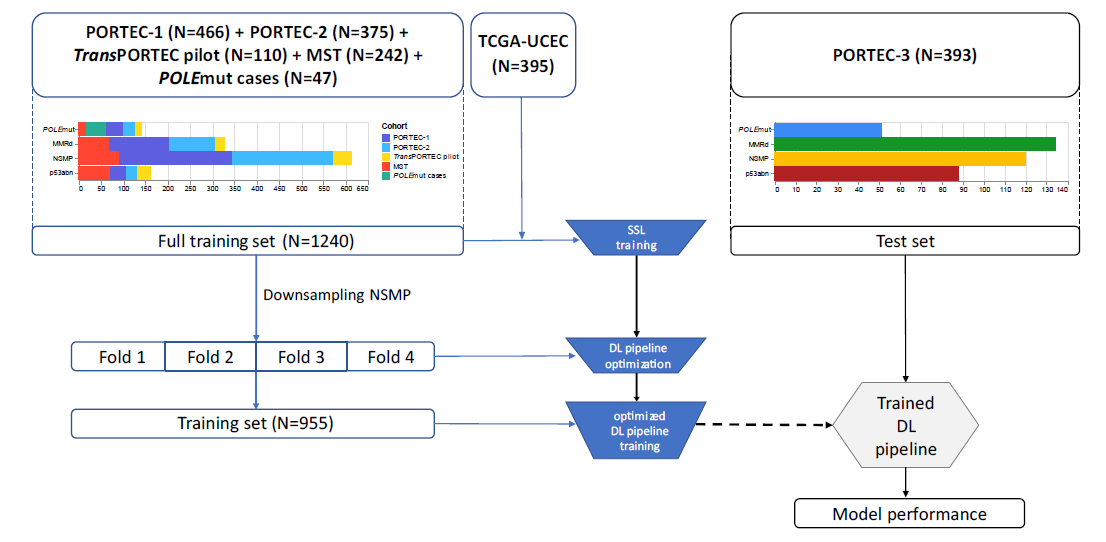 PORTEC-1 (N=466) + PORTEC-2 (N=375) +
TransPORTEC pilot (N=110) + MST (N=242) +
POLEmut cases (N=47)
TCGA-UCEC
(N=395)
PORTEC-3 (N=393)
POLEmut
MMRd
NSMP
p53abn
0 50 100 150 200 250 300 350 400 450 500 550 600 650
Cohort
PORTEC-1
PORTEC-2
TransPORTEC pilot
MST
POLEmut cases
POLEmut
MMRd
NSMP
p53abn
0 10 20 30 40 50 60 70 80 90 100 110 120 130 140
Full training set (N=1240)
SSL
training
Test set
Downsampling NSMP
Fold 1 Fold 2 Fold 3 Fold 4
DL pipeline
optimization
Training set (N=955)
optimized
DL pipeline
training
Trained
DL
pipeline
Model performance